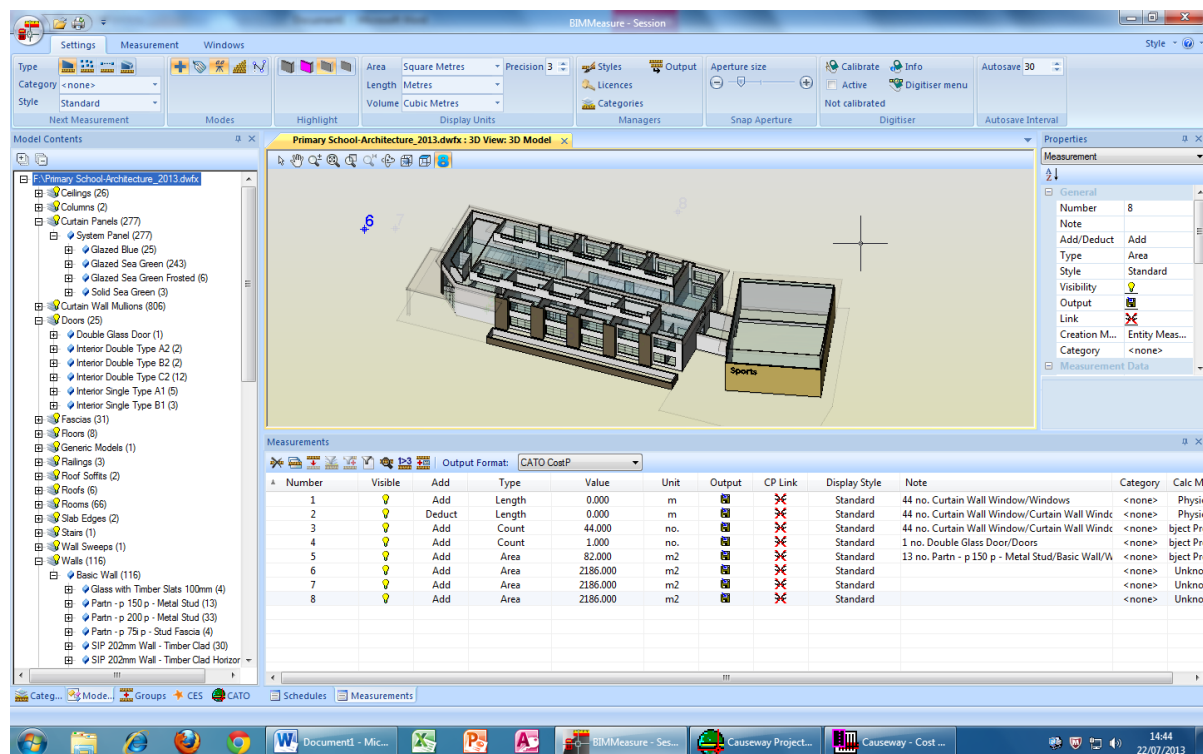 BIMMeasure - Session
Settings Measurement Windows Style
Type Area Square Metres Precision 3 Styles Output Aperture size Calibrate Info Autosave 30
Category <none> Length Metres Licences Active Digitiser menu
Style Standard Volume Cubic Metres Categories Not calibrated
Next Measurement Modes Highlight Display Units Managers Snap Aperture Digitiser Autosave Interval
Model Contents
F:\Primary School-Architecture_2013.dwfx
Ceilings (26)
Columns (2)
Curtain Panels (277)
System Panel (277)
Glazed Blue (25)
Glazed Sea Green (243)
Glazed Sea Green Frosted (6)
Solid Sea Green (3)
Curtain Wall Mullions (806)
Doors (25)
Double Glass Door (1)
Interior Double Type A2 (2)
Interior Double Type B2 (2)
Interior Double Type C2 (12)
Interior Single Type A1 (5)
Interior Single Type B1 (3)
Fascias (31)
Floors (8)
Generic Models (1)
Railings (3)
Roof Soffits (2)
Roofs (6)
Rooms (66)
Slab Edges (2)
Stairs (1)
Wall Sweeps (1)
Walls (116)
Basic Wall (116)
Glass with Timber Slats 100mm (4)
Partn - p 150 p - Metal Stud (13)
Partn - p 200 p - Metal Stud (33)
Partn - p 75i p - Stud Fascia (4)
SIP 202mm Wall - Timber Clad (30)
SIP 202mm Wall - Timber Clad Horizor
Categ... Mode... Groups CES CATO
Primary School-Architecture_2013.dwfx : 3D View: 3D Model
6 7 8
Sports
Properties
Measurement
General
Number 8
Note
Add/Deduct Add
Type Area
Style Standard
Visibility
Output
Link
Creation M... Entity Meas...
Category <none>
Measurement Data
Measurements
Output Format: CATO CostP
Number Visible Add Type Value Unit Output CP Link Display Style Note Category Calc M
1 Add Length 0.000 m Standard 44 no. Curtain Wall Window/Windows <none> Physi
2 Deduct Length 0.000 m Standard 44 no. Curtain Wall Window/Curtain Wall Windc <none> Physi
3 Add Count 44.000 no. Standard 44 no. Curtain Wall Window/Curtain Wall Windc <none> bject Pr
4 Add Count 1.000 no. Standard 1 no. Double Glass Door/Doors <none> bject Pr
5 Add Area 82.000 m2 Standard 13 no. Partn - p 150 p - Metal Stud/Basic Wall/W <none> bject Pr
6 Add Area 2186.000 m2 Standard <none> Unkno
7 Add Area 2186.000 m2 Standard <none> Unkno
8 Add Area 2186.000 m2 Standard <none> Unkno
Schedules Measurements
Document1 - Mic... BIMMeasure - Ses... Causeway Project... Causeway - Cost ...
14:44
22/07/2013